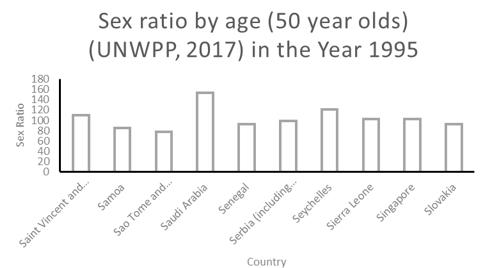 Sex ratio by age (50 year olds)
(UNWPP, 2017) in the Year 1995
Sex Ratio
180
160
140
120
100
80
60
40
20
0
Saint Vincent and...
Samoa
Sao Tome and...
Saudi Arabia
Senegal
Serbia (including...
Seychelles
Sierra Leone
Singapore
Slovakia
Country